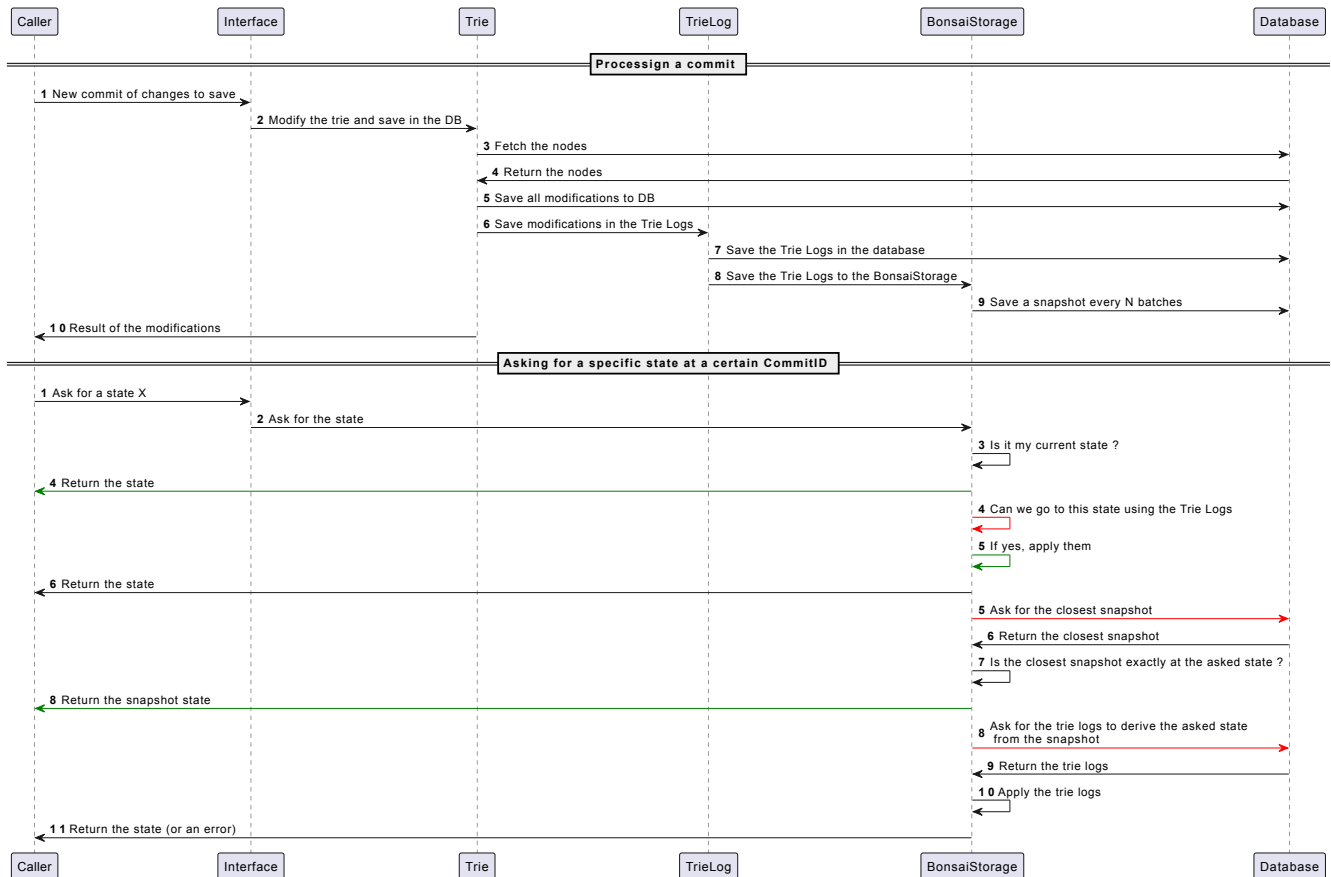 Caller
Interface
Trie
TrieLog
BonsaiStorage
Database
Processign a commit
1 New commit of changes to save
2 Modify the trie and save in the DB
3 Fetch the nodes
4 Return the nodes
5 Save all modifications to DB
6 Save modifications in the Trie Logs
7 Save the Trie Logs in the database
8 Save the Trie Logs to the BonsaiStorage
9 Save a snapshot every N batches
10 Result of the modifications
Asking for a specific state at a certain CommitID
1 Ask for a state X
2 Ask for the state
3 Is it my current state ?
4 Return the state
4 Can we go to this state using the Trie Logs
5 If yes, apply them
6 Return the state
5 Ask for the closest snapshot
6 Return the closest snapshot
7 Is the closest snapshot exactly at the asked state ?
8 Return the snapshot state
8 Ask for the trie logs to derive the asked state
from the snapshot
9 Return the trie logs
10 Apply the trie logs
11 Return the state (or an error)
Caller
Interface
Trie
TrieLog
BonsaiStorage
Database